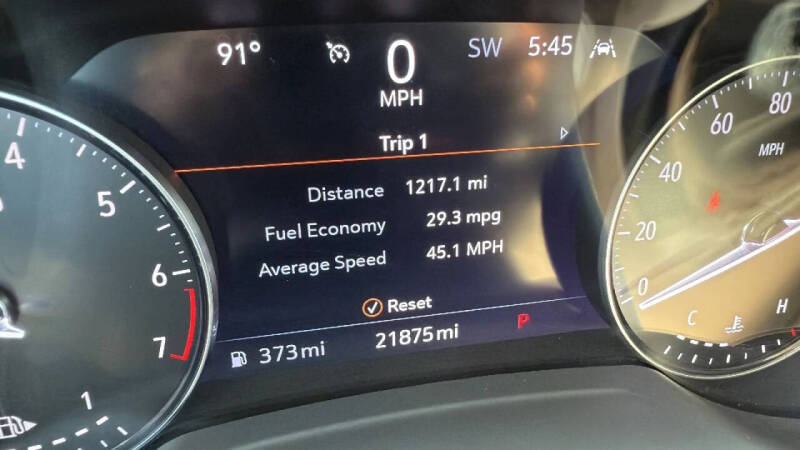 91° 0 SW 5:45
MPH
Trip 1
Distance 1217.1 mi
Fuel Economy 29.3 mpg
Average Speed 45.1 MPH
Reset
373mi 21875mi P
4
5
6
7
1
80
60
MPH
40
20
0
C H